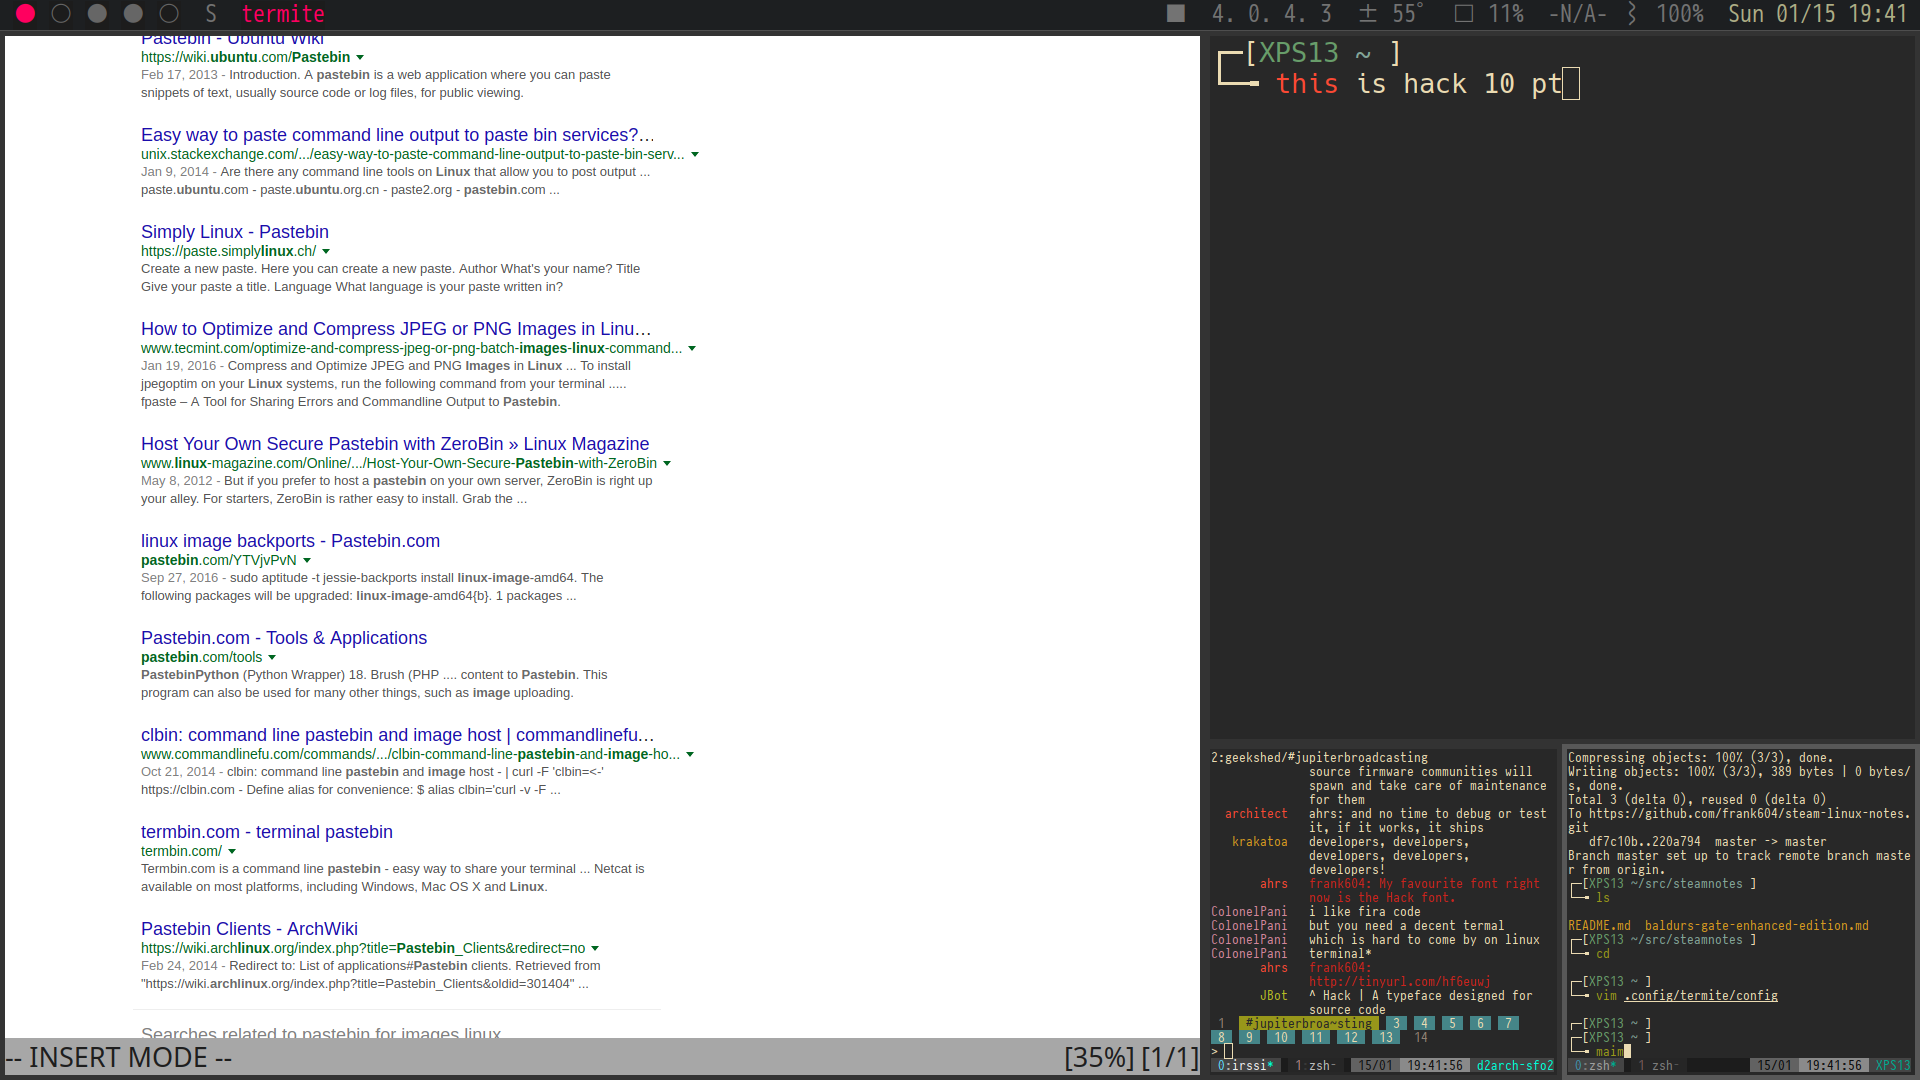 S termite 4. 0. 4. 3 ± 55° 11% -N/A- 100% Sun 01/15 19:41
Pastebin - Ubuntu Wiki
https://wiki.ubuntu.com/Pastebin
Feb 17, 2013 - Introduction. A pastebin is a web application where you can paste
snippets of text, usually source code or log files, for public viewing.
Easy way to paste command line output to paste bin services?...
unix.stackexchange.com/.../easy-way-to-paste-command-line-output-to-paste-bin-serv...
Jan 9, 2014 - Are there any command line tools on Linux that allow you to post output ...
paste.ubuntu.com - paste.ubuntu.org.cn - paste2.org - pastebin.com ...
Simply Linux - Pastebin
https://paste.simplylinux.ch/
Create a new paste. Here you can create a new paste. Author What's your name? Title
Give your paste a title. Language What language is your paste written in?
How to Optimize and Compress JPEG or PNG Images in Linu...
www.tecmint.com/optimize-and-compress-jpeg-or-png-batch-images-linux-command...
Jan 19, 2016 - Compress and Optimize JPEG and PNG Images in Linux ... To install
jpegoptim on your Linux systems, run the following command from your terminal .....
fpaste – A Tool for Sharing Errors and Commandline Output to Pastebin.
Host Your Own Secure Pastebin with ZeroBin » Linux Magazine
www.linux-magazine.com/Online/.../Host-Your-Own-Secure-Pastebin-with-ZeroBin
May 8, 2012 - But if you prefer to host a pastebin on your own server, ZeroBin is right up
your alley. For starters, ZeroBin is rather easy to install. Grab the ...
linux image backports - Pastebin.com
pastebin.com/YTVjvPvN
Sep 27, 2016 - sudo aptitude -t jessie-backports install linux-image-amd64. The
following packages will be upgraded: linux-image-amd64{b}. 1 packages ...
Pastebin.com - Tools & Applications
pastebin.com/tools
PastebinPython (Python Wrapper) 18. Brush (PHP .... content to Pastebin. This
program can also be used for many other things, such as image uploading.
clbin: command line pastebin and image host | commandlinefu...
www.commandlinefu.com/commands/.../clbin-command-line-pastebin-and-image-ho...
Oct 21, 2014 - clbin: command line pastebin and image host - | curl -F 'clbin=<-'
https://clbin.com - Define alias for convenience: $ alias clbin='curl -v -F ...
termbin.com - terminal pastebin
termbin.com/
Termbin.com is a command line pastebin - easy way to share your terminal ... Netcat is
available on most platforms, including Windows, Mac OS X and Linux.
Pastebin Clients - ArchWiki
https://wiki.archlinux.org/index.php?title=Pastebin_Clients&redirect=no
Feb 24, 2014 - Redirect to: List of applications#Pastebin clients. Retrieved from
"https://wiki.archlinux.org/index.php?title=Pastebin_Clients&oldid=301404" ...
Searches related to pastebin for images linux
-- INSERT MODE -- [35%] [1/1]
[XPS13 ~ ]
this is hack 10 pt
2:geekshed/#jupiterbroadcasting
source firmware communities will
spawn and take care of maintenance
for them
architect ahrs: and no time to debug or test
it, if it works, it ships
krakatoa developers, developers,
developers, developers,
developers!
ahrs frank604: My favourite font right
now is the Hack font.
ColonelPani i like fira code
ColonelPani but you need a decent termal
ColonelPani which is hard to come by on linux
ColonelPani terminal*
ahrs frank604:
http://tinyurl.com/hf6euwj
JBot ^ Hack | A typeface designed for
source code
1 #jupiterbroa~sting 3 4 5 6 7
8 9 10 11 12 13 14
>
0:irssi* 1:zsh- 15/01 19:41:56 d2arch-sfo2
Compressing objects: 100% (3/3), done.
Writing objects: 100% (3/3), 389 bytes | 0 bytes/
s, done.
Total 3 (delta 0), reused 0 (delta 0)
To https://github.com/frank604/steam-linux-notes.
git
df7c10b..220a794 master -> master
Branch master set up to track remote branch maste
r from origin.
[XPS13 ~/src/steamnotes ]
ls
README.md baldurs-gate-enhanced-edition.md
[XPS13 ~/src/steamnotes ]
cd
[XPS13 ~ ]
vim .config/termite/config
[XPS13 ~ ]
[XPS13 ~ ]
maim
0:zsh* 1 zsh- 15/01 19:41:56 XPS13